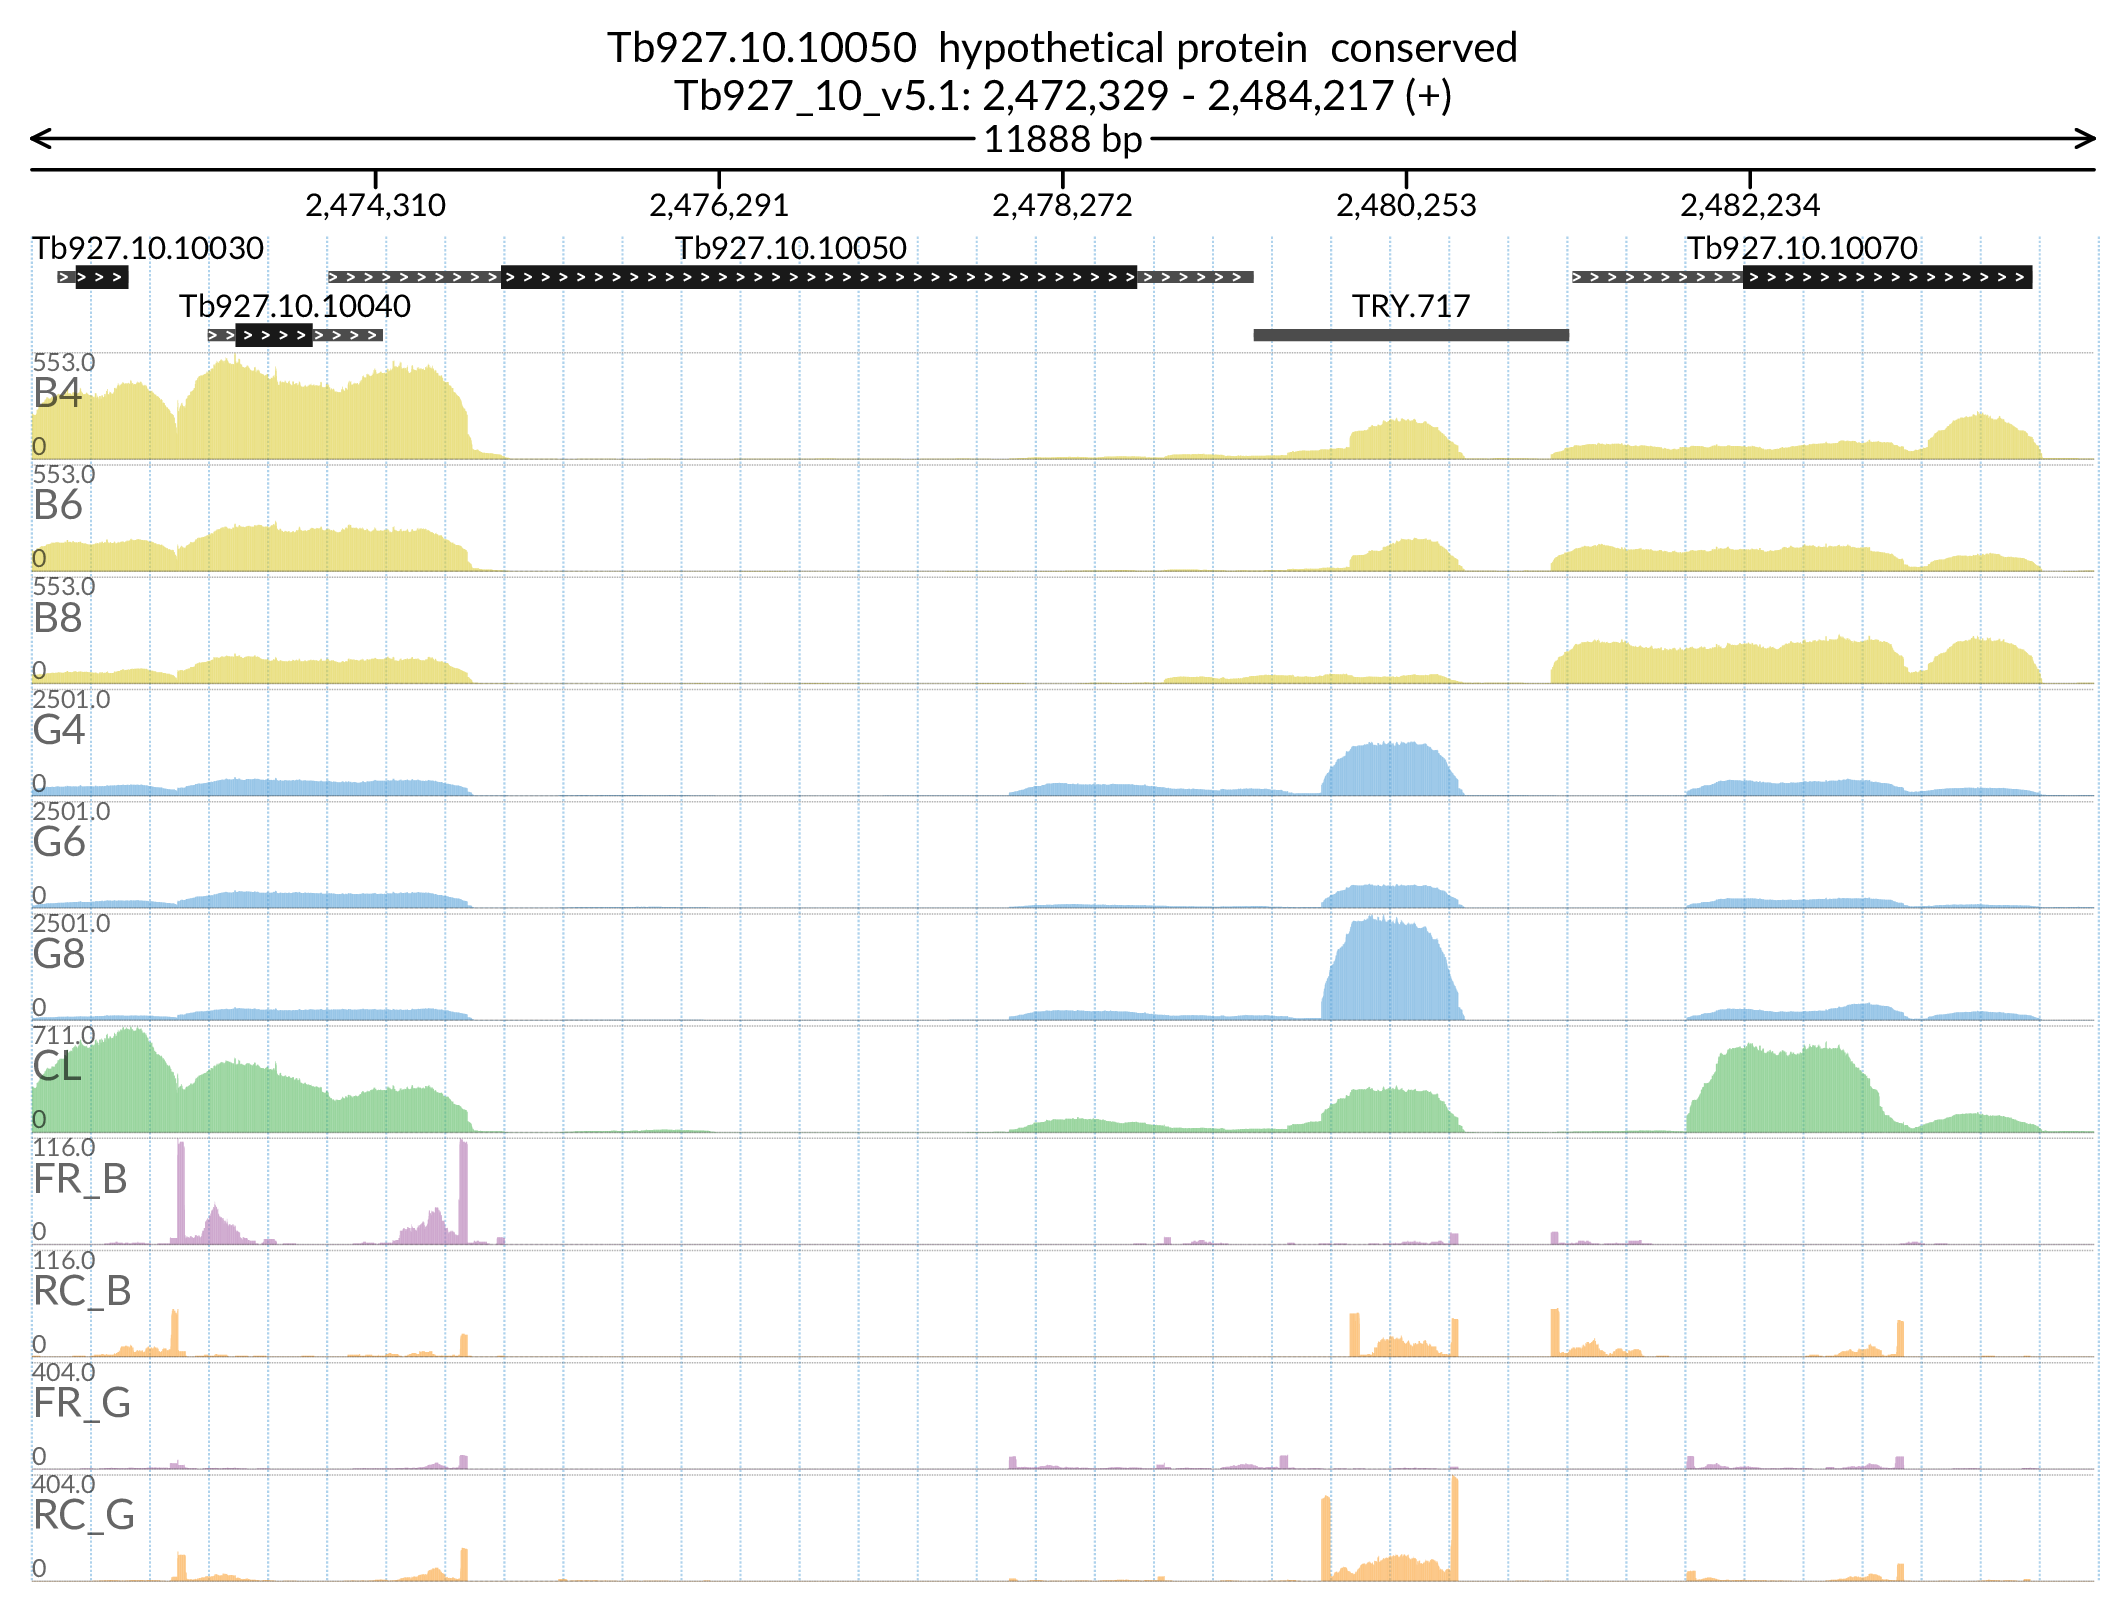 Tb927.10.10050  hypothetical protein  conserved
Tb927_10_v5.1: 2,472,329 - 2,484,217 (+)
11888 bp
2,474,310 2,476,291 2,478,272 2,480,253 2,482,234
Tb927.10.10030 Tb927.10.10050 Tb927.10.10070
Tb927.10.10040 TRY.717
553.0
B4
0
553.0
B6
0
553.0
B8
0
2501.0
G4
0
2501.0
G6
0
2501.0
G8
0
711.0
CL
0
116.0
FR_B
0
116.0
RC_B
0
404.0
FR_G
0
404.0
RC_G
0